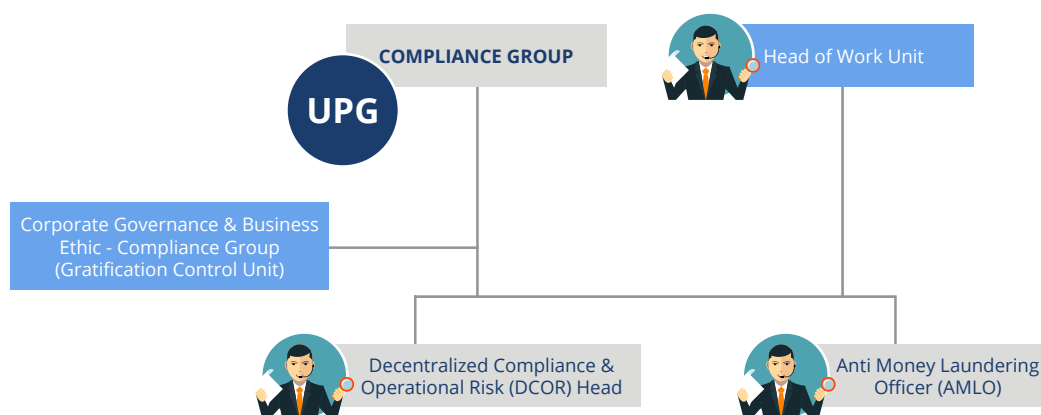 COMPLIANCE GROUP
Head of Work Unit
UPG
Corporate Governance & Business
Ethic - Compliance Group
(Gratification Control Unit)
Decentralized Compliance &
Operational Risk (DCOR) Head
Anti Money Laundering
Officer (AMLO)